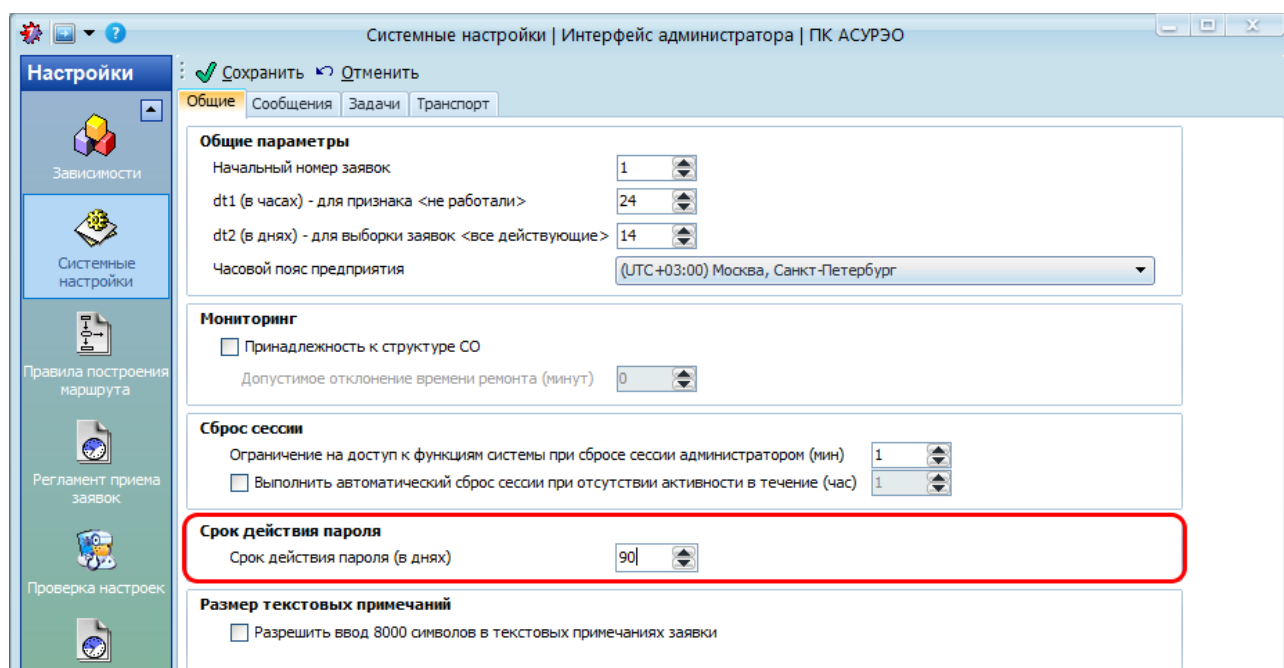 Системные настройки | Интерфейс администратора | ПК АСУРЭО
Настройки
Сохранить Отменить
Общие Сообщения Задачи Транспорт
Зависимости
Системные
настройки
Правила построения
маршрута
Регламент приема
заявок
Проверка настроек
Общие параметры
Начальный номер заявок 1
dt1 (в часах) - для признака <не работали> 24
dt2 (в днях) - для выборки заявок <все действующие> 14
Часовой пояс предприятия (UTC+03:00) Москва, Санкт-Петербург
Мониторинг
Принадлежность к структуре СО
Допустимое отклонение времени ремонта (минут) 0
Сброс сессии
Ограничение на доступ к функциям системы при сбросе сессии администратором (мин) 1
Выполнить автоматический сброс сессии при отсутствии активности в течение (час) 1
Срок действия пароля
Срок действия пароля (в днях) 90
Размер текстовых примечаний
Разрешить ввод 8000 символов в текстовых примечаниях заявки